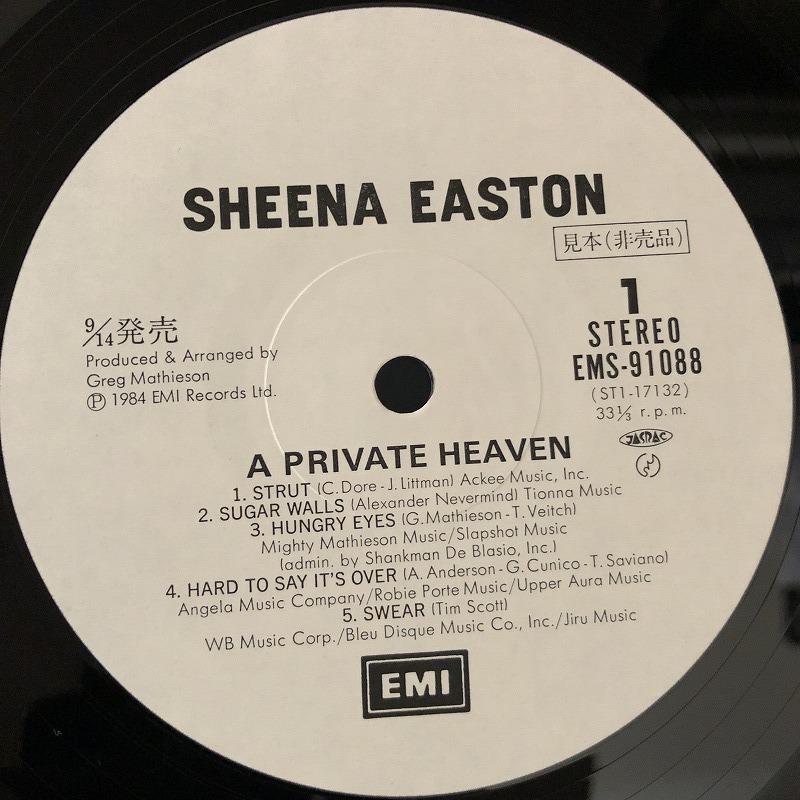 SHEENA EASTON
見本(非売品)
9/14発売
Produced & Arranged by
Greg Mathieson
Ⓟ 1984 EMI Records Ltd.
1
STEREO
EMS-91088
(ST1-17132)
33⅓ r.p.m.
JASRAC
A PRIVATE HEAVEN
1. STRUT (C. Dore - J. Littman) Ackee Music, Inc.
2. SUGAR WALLS (Alexander Nevermind) Tionna Music
3. HUNGRY EYES (G. Mathieson - T. Veitch)
Mighty Mathieson Music/Slapshot Music
(admin. by Shankman De Blasio, Inc.)
4. HARD TO SAY IT'S OVER (A. Anderson - G. Cunico - T. Saviano)
Angela Music Company/Robie Porte Music/Upper Aura Music
5. SWEAR (Tim Scott)
WB Music Corp./Bleu Disque Music Co., Inc./Jiru Music
EMI